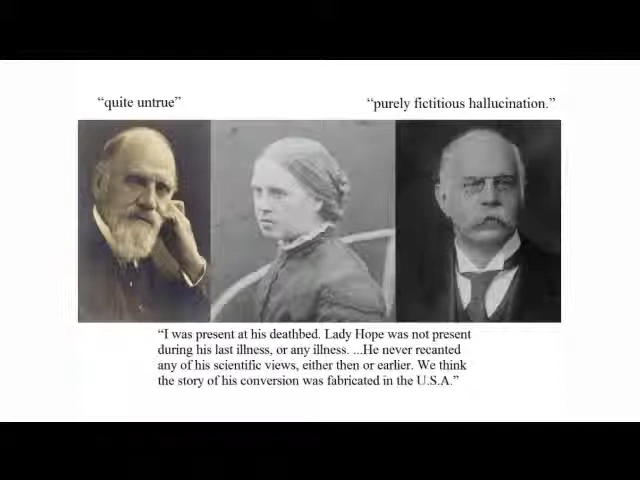 “quite untrue”
“purely fictitious hallucination.”
“I was present at his deathbed. Lady Hope was not present
during his last illness, or any illness. ...He never recanted
any of his scientific views, either then or earlier. We think
the story of his conversion was fabricated in the U.S.A.”